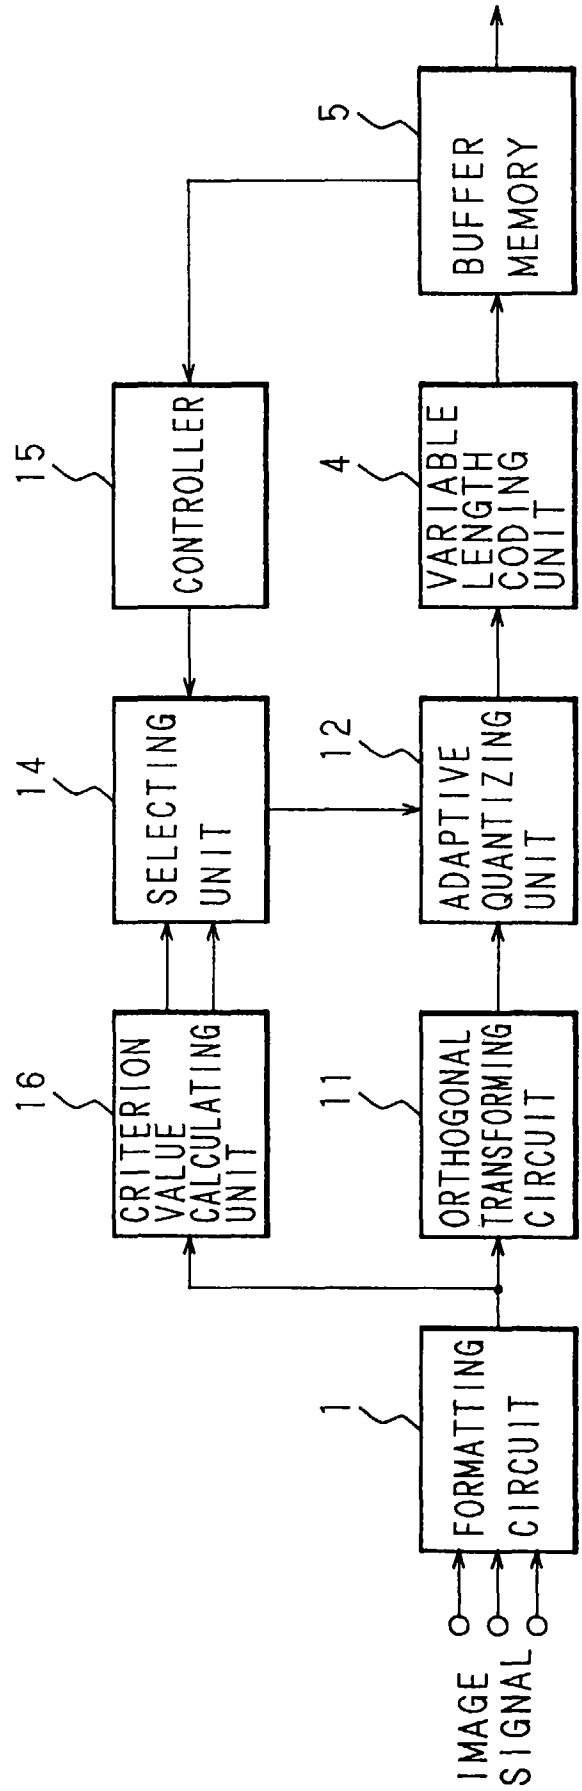 16
CRITERION
VALUE
CALCULATING
UNIT
14
SELECTING
UNIT
15
CONTROLLER
IMAGE
SIGNAL
1
FORMATTING
CIRCUIT
11
ORTHOGONAL
TRANSFORMING
CIRCUIT
12
ADAPTIVE
QUANTIZING
UNIT
4
VARIABLE
LENGTH
CODING
UNIT
5
BUFFER
MEMORY